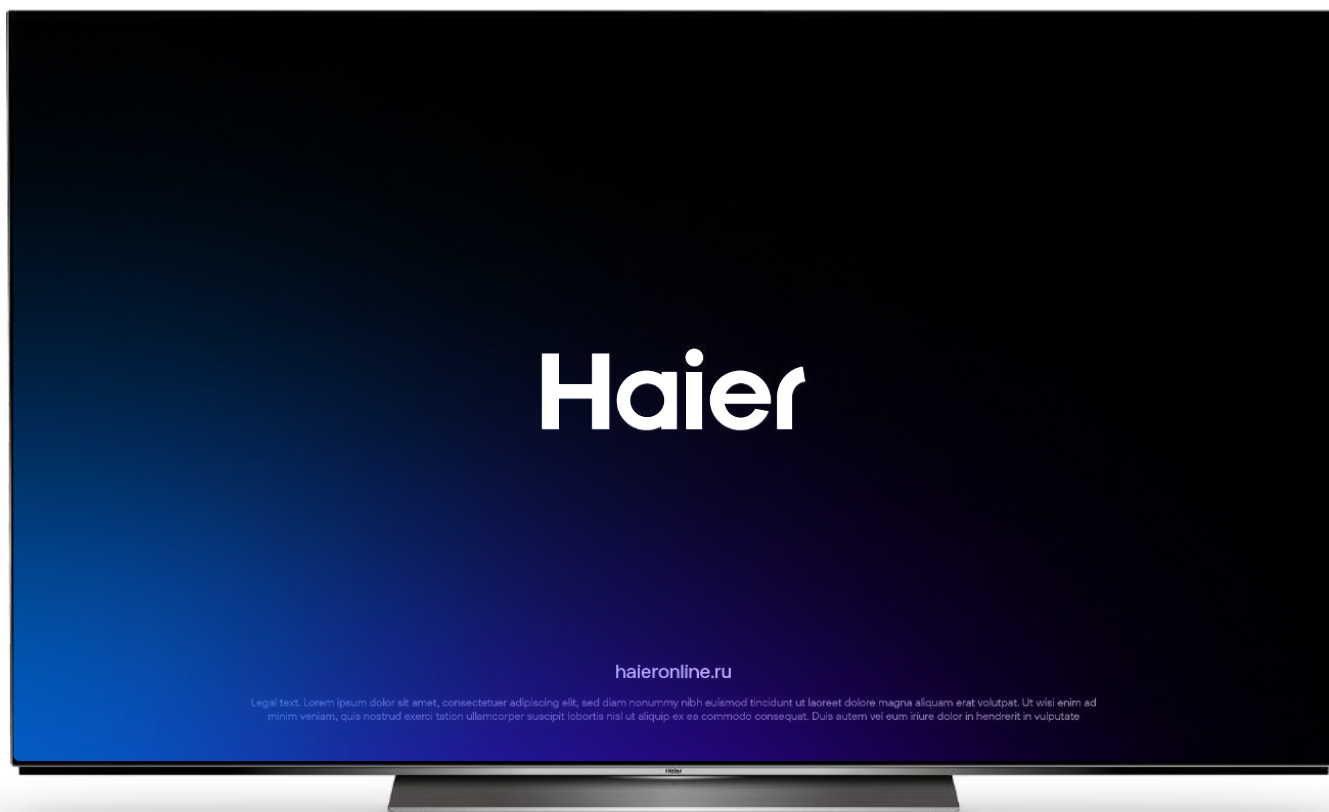 Haier
haieronline.ru
Legal text. Lorem ipsum dolor sit amet, consectetuer adipiscing elit, sed diam nonummy nibh euismod tincidunt ut laoreet dolore magna aliquam erat volutpat. Ut wisi enim ad
minim veniam, quis nostrud exerci tation ullamcorper suscipit lobortis nisl ut aliquip ex ea commodo consequat. Duis autem vel eum iriure dolor in hendrerit in vulputate
Haier